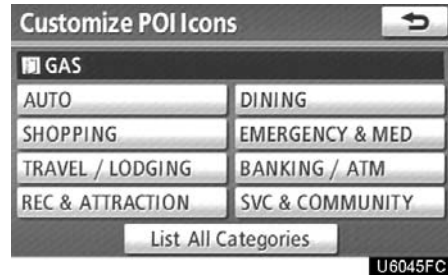 Customize POI Icons
GAS
AUTO
DINING
SHOPPING
EMERGENCY & MED
TRAVEL / LODGING
BANKING / ATM
REC & ATTRACTION
SVC & COMMUNITY
List All Categories
U6045FC